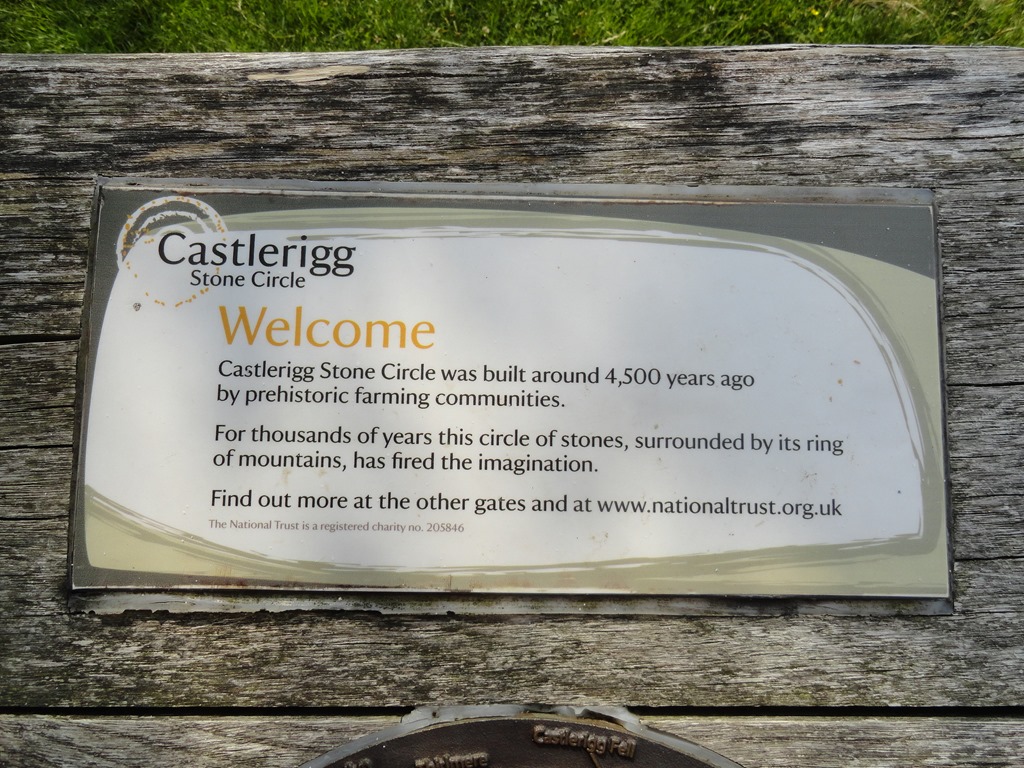 Castlerigg
Stone Circle
Welcome
Castlerigg Stone Circle was built around 4,500 years ago
by prehistoric farming communities.
For thousands of years this circle of stones, surrounded by its ring
of mountains, has fired the imagination.
Find out more at the other gates and at www.nationaltrust.org.uk
The National Trust is a registered charity no. 205846
Castlerigg Fell